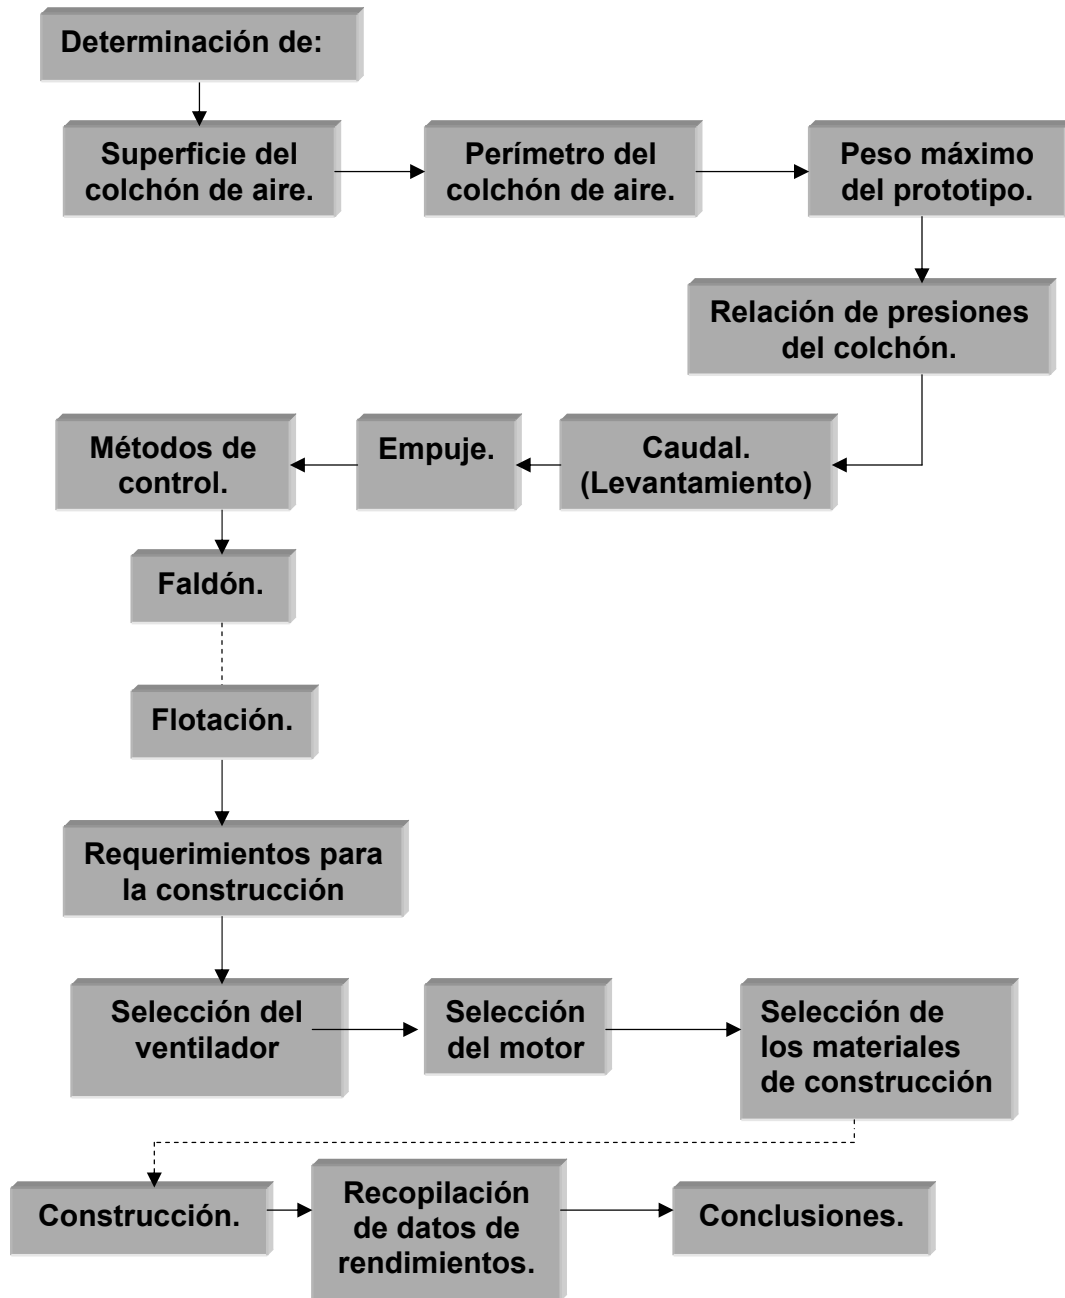 Determinación de:
Superficie del
colchón de aire.
Perímetro del
colchón de aire.
Peso máximo
del prototipo.
Relación de presiones
del colchón.
Caudal.
(Levantamiento)
Empuje.
Métodos de
control.
Faldón.
Flotación.
Requerimientos para
la construcción
Selección del
ventilador
Selección
del motor
Selección de
los materiales
de construcción
Construcción.
Recopilación
de datos de
rendimientos.
Conclusiones.